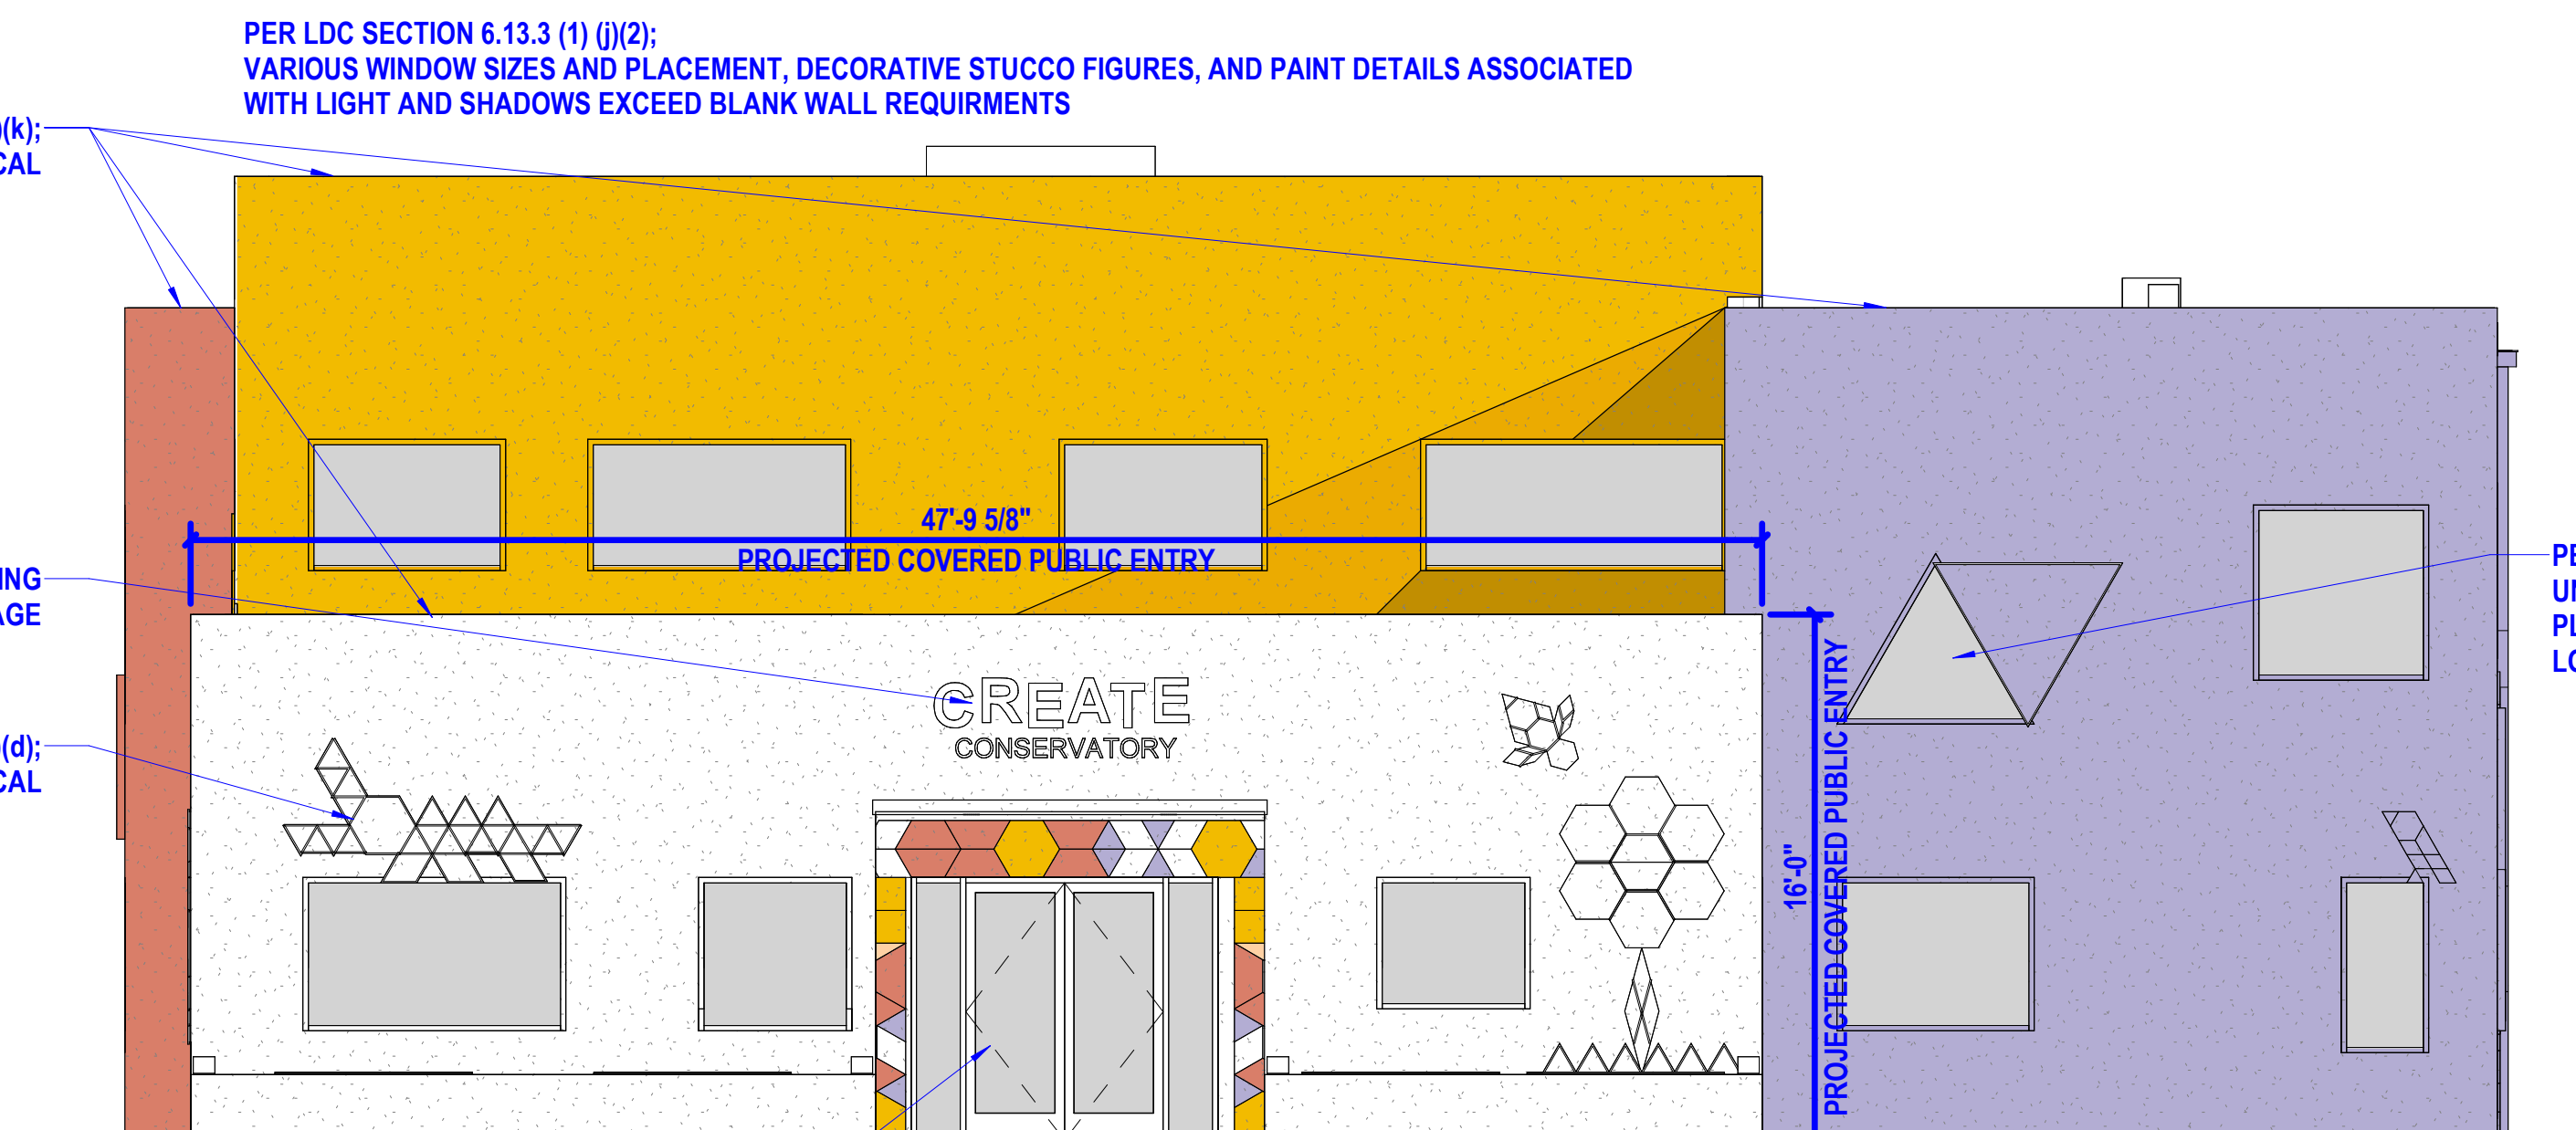 PER LDC SECTION 6.13.3 (1) (j)(2);
VARIOUS WINDOW SIZES AND PLACEMENT, DECORATIVE STUCCO FIGURES, AND PAINT DETAILS ASSOCIATED
WITH LIGHT AND SHADOWS EXCEED BLANK WALL REQUIRMENTS
)(k);
CAL
47'-9 5/8"
PROJECTED COVERED PUBLIC ENTRY
ING
AGE
PE
UN
PL
LO
CREATE
CONSERVATORY
)(d);
CAL
16'-0"
PROJECTED COVERED PUBLIC ENTRY